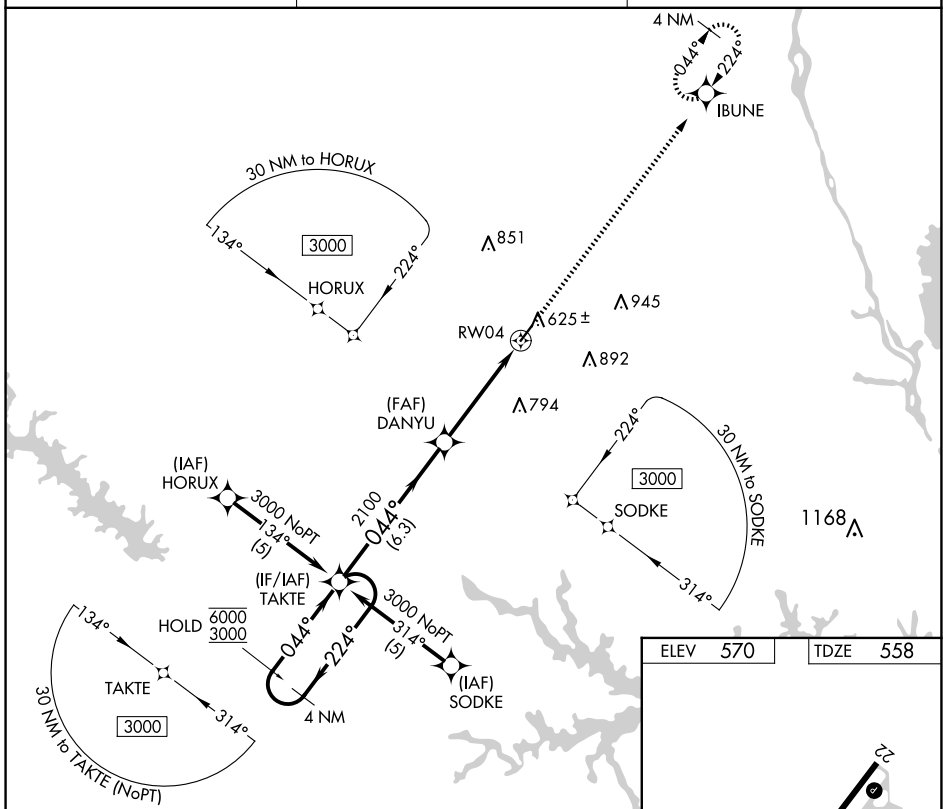 4 NM
044°
224°
IBUNE
30 NM to HORUX
134°
3000
224°
HORUX
851
945
625 ±
RW04
892
794
(FAF)
DANYU
224°
30 NM to SODKE
3000
SODKE
1168
314°
(IAF)
HORUX
3000 NoPT
134°
(5)
2100
044°
(6.3)
(IF/IAF)
TAKTE
3000 NoPT
314°
(5)
HOLD 6000
3000
044°
224°
4 NM
(IAF)
SODKE
134°
TAKTE
314°
3000
30 NM to TAKTE (NoPT)
ELEV 570
TDZE 558
22
P